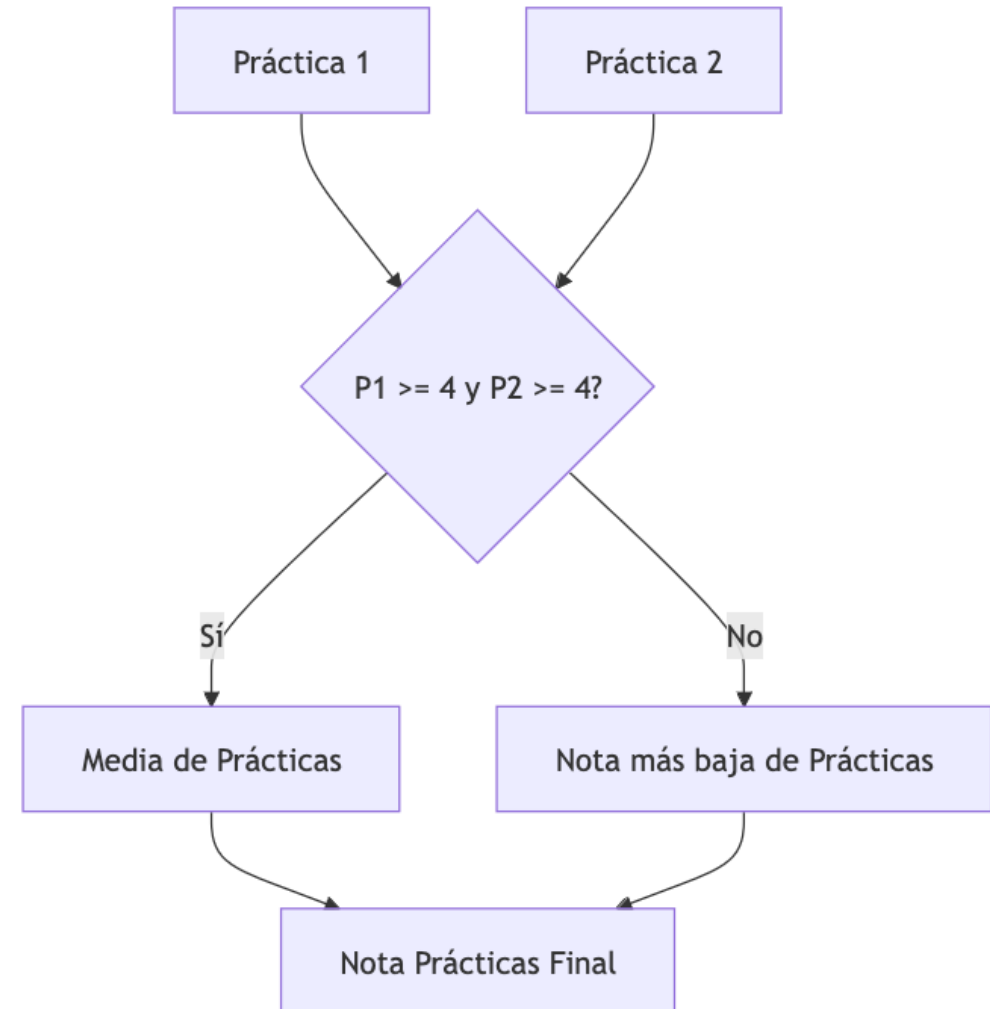 Práctica 1
Práctica 2
P1 >= 4 y P2 >= 4?
Sí
No
Media de Prácticas
Nota más baja de Prácticas
Nota Prácticas Final